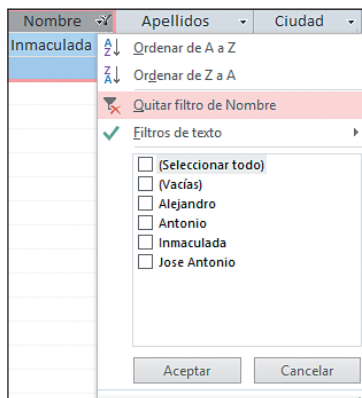 Nombre Apellidos Ciudad
Inmaculada
Ordenar de A a Z
Ordenar de Z a A
Quitar filtro de Nombre
Filtros de texto
(Seleccionar todo)
(Vacías)
Alejandro
Antonio
Inmaculada
Jose Antonio
Aceptar Cancelar